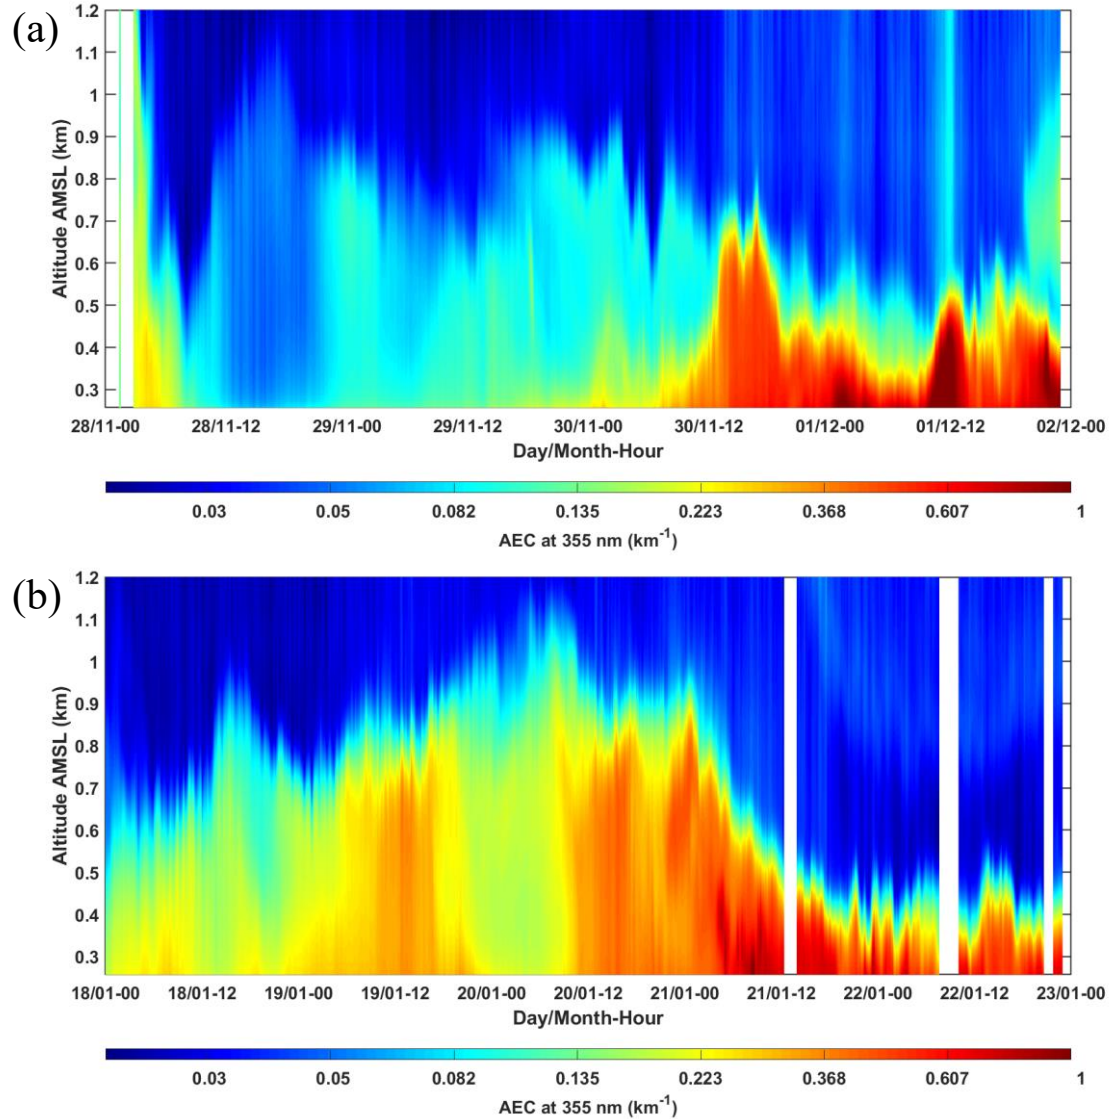 (a)
1.2
1.1
1
0.9
0.8
0.7
0.6
0.5
0.4
0.3
Altitude AMSL (km)
28/11-00 28/11-12 29/11-00 29/11-12 30/11-00 30/11-12 01/12-00 01/12-12 02/12-00
Day/Month-Hour
0.03 0.05 0.082 0.135 0.223 0.368 0.607 1
AEC at 355 nm (km-1)
(b)
1.2
1.1
1
0.9
0.8
0.7
0.6
0.5
0.4
0.3
Altitude AMSL (km)
18/01-00 18/01-12 19/01-00 19/01-12 20/01-00 20/01-12 21/01-00 21/01-12 22/01-00 22/01-12 23/01-00
Day/Month-Hour
0.03 0.05 0.082 0.135 0.223 0.368 0.607 1
AEC at 355 nm (km-1)